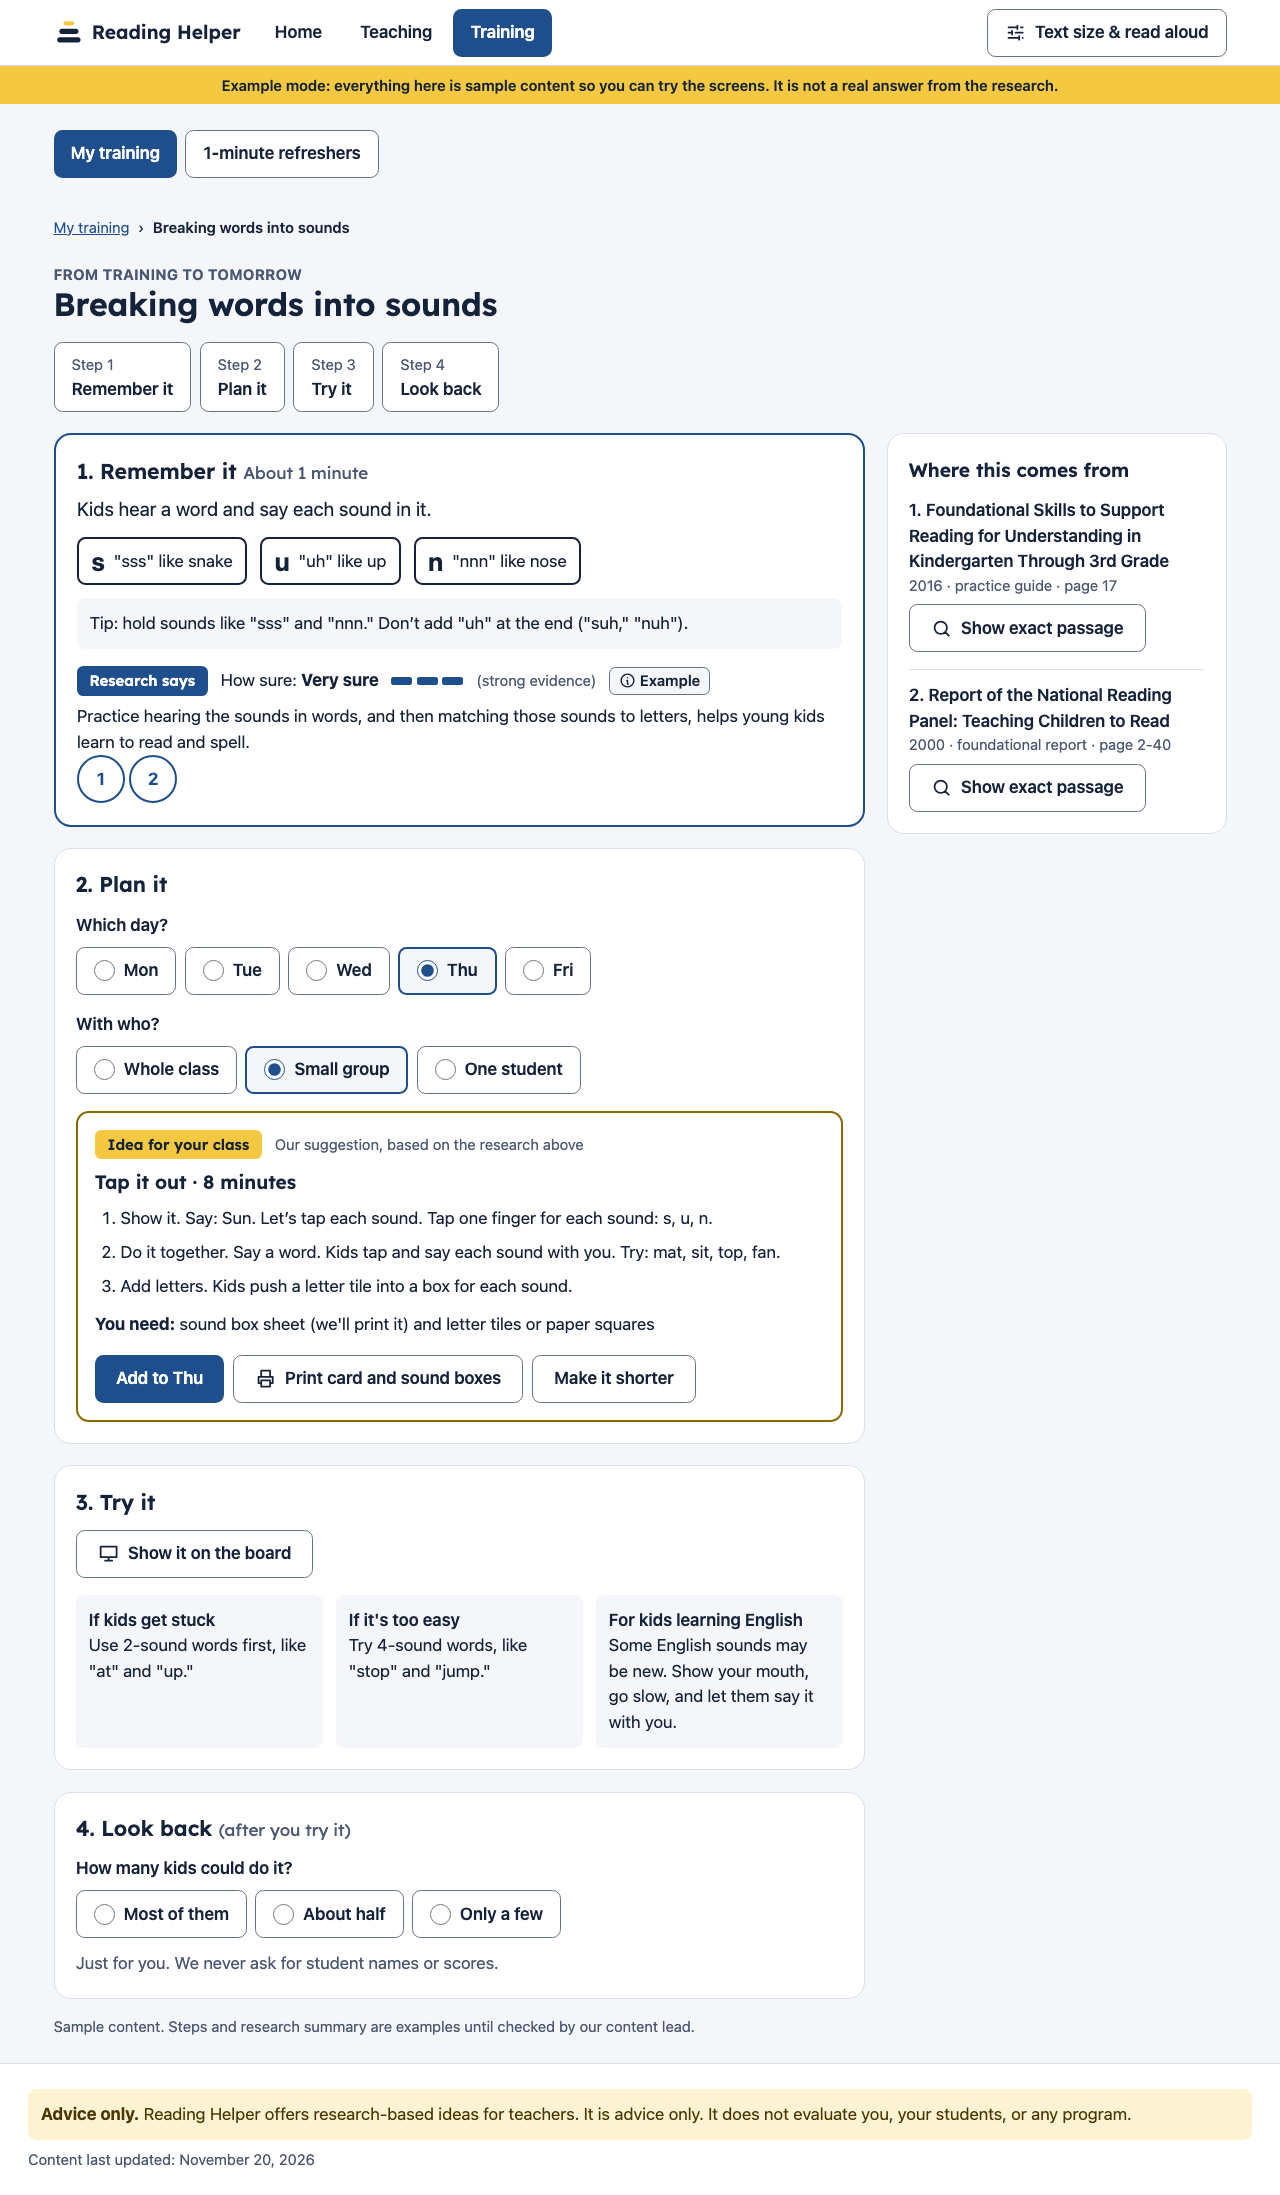 Reading Helper
Home
Teaching
Training
Text size & read aloud
Example mode: everything here is sample content so you can try the screens. It is not a real answer from the research.
My training
1-minute refreshers
My training › Breaking words into sounds
FROM TRAINING TO TOMORROW
Breaking words into sounds
Step 1
Remember it
Step 2
Plan it
Step 3
Try it
Step 4
Look back
1. Remember it About 1 minute
Kids hear a word and say each sound in it.
s "sss" like snake
u "uh" like up
n "nnn" like nose
Tip: hold sounds like "sss" and "nnn." Don’t add "uh" at the end ("suh," "nuh").
Research says
How sure: Very sure
(strong evidence)
Example
Practice hearing the sounds in words, and then matching those sounds to letters, helps young kids
learn to read and spell.
1
2
Where this comes from
1. Foundational Skills to Support
Reading for Understanding in
Kindergarten Through 3rd Grade
2016 · practice guide · page 17
Show exact passage
2. Report of the National Reading
Panel: Teaching Children to Read
2000 · foundational report · page 2-40
Show exact passage
2. Plan it
Which day?
Mon
Tue
Wed
Thu
Fri
With who?
Whole class
Small group
One student
Idea for your class
Our suggestion, based on the research above
Tap it out · 8 minutes
1. Show it. Say: Sun. Let’s tap each sound. Tap one finger for each sound: s, u, n.
2. Do it together. Say a word. Kids tap and say each sound with you. Try: mat, sit, top, fan.
3. Add letters. Kids push a letter tile into a box for each sound.
You need: sound box sheet (we'll print it) and letter tiles or paper squares
Add to Thu
Print card and sound boxes
Make it shorter
3. Try it
Show it on the board
If kids get stuck
Use 2-sound words first, like
"at" and "up."
If it's too easy
Try 4-sound words, like
"stop" and "jump."
For kids learning English
Some English sounds may
be new. Show your mouth,
go slow, and let them say it
with you.
4. Look back (after you try it)
How many kids could do it?
Most of them
About half
Only a few
Just for you. We never ask for student names or scores.
Sample content. Steps and research summary are examples until checked by our content lead.
Advice only. Reading Helper offers research-based ideas for teachers. It is advice only. It does not evaluate you, your students, or any program.
Content last updated: November 20, 2026